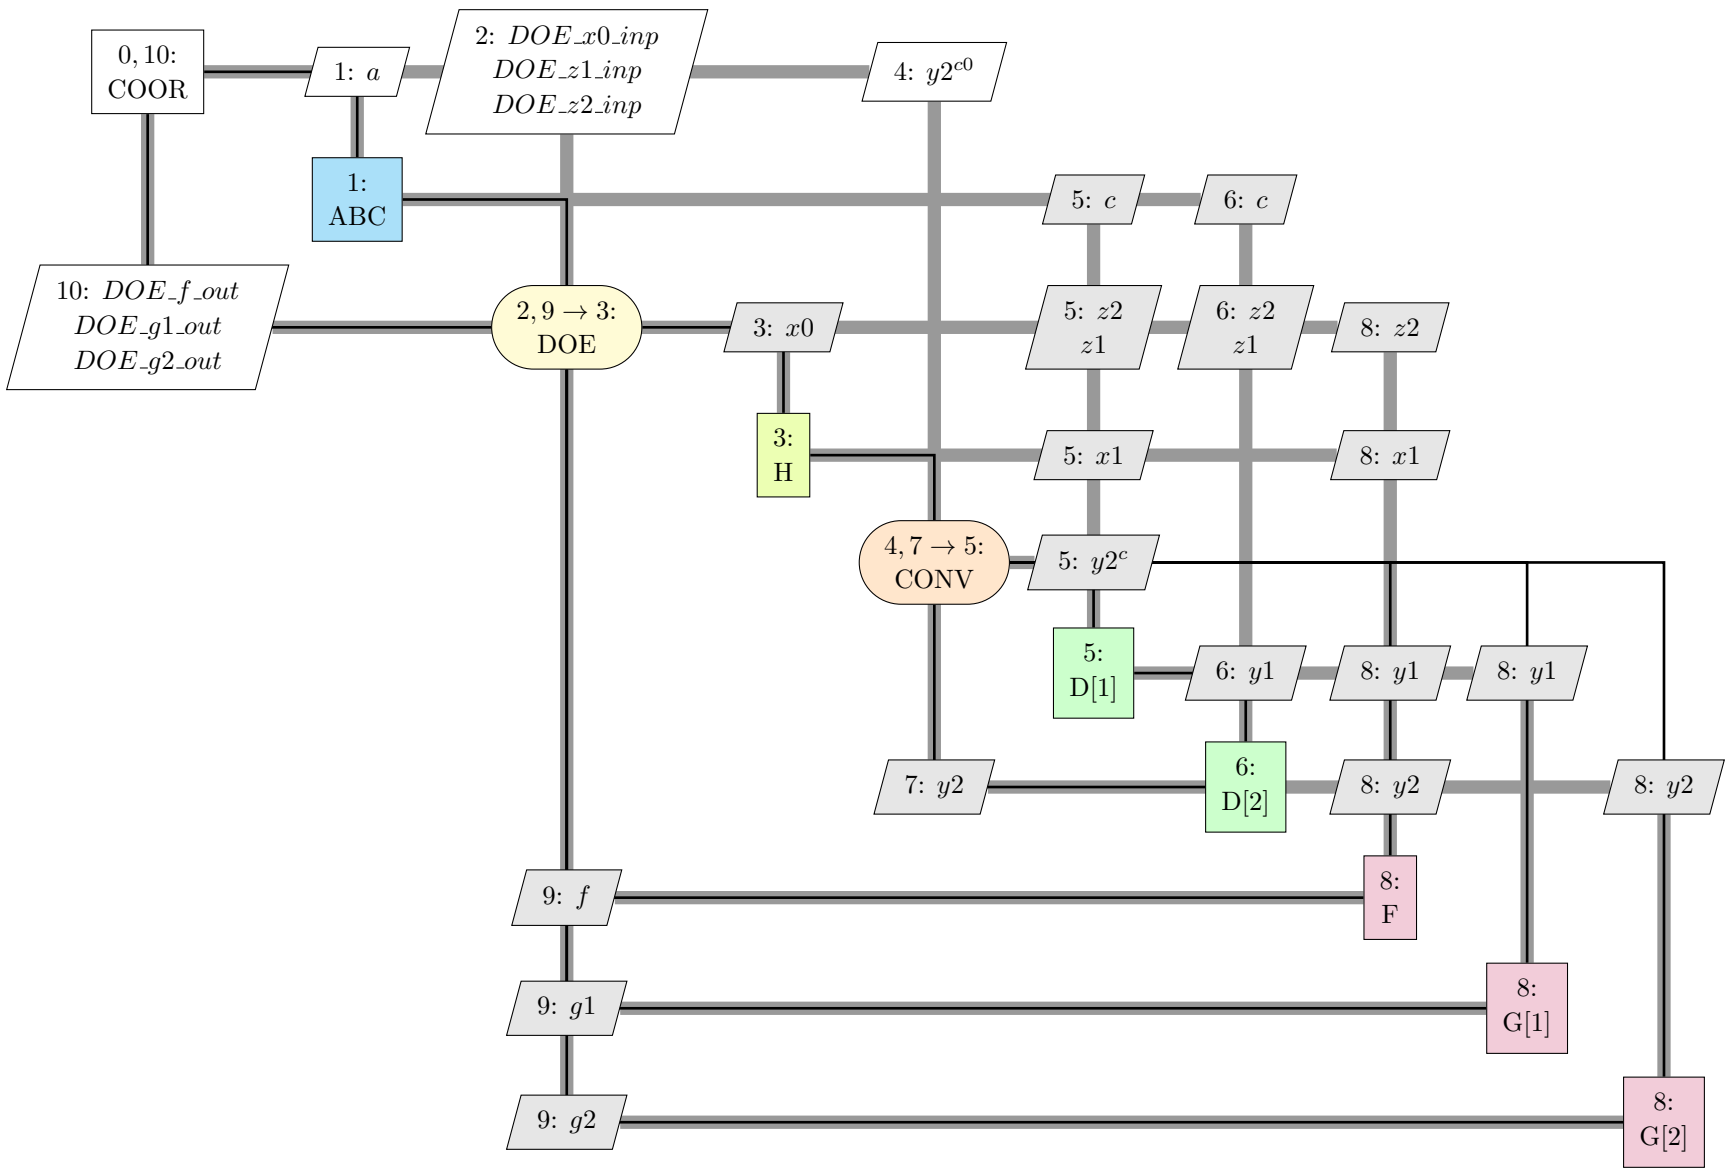 0, 10:
COOR
1: a
2: DOE_x0_inp
DOE_z1_inp
DOE_z2_inp
4: y2^{c0}
1:
ABC
5: c
6: c
10: DOE_f_out
DOE_g1_out
DOE_g2_out
2, 9 → 3:
DOE
3: x0
5: z2
z1
6: z2
z1
8: z2
3:
H
5: x1
8: x1
4, 7 → 5:
CONV
5: y2^c
5:
D[1]
6: y1
8: y1
8: y1
7: y2
6:
D[2]
8: y2
8: y2
9: f
8:
F
9: g1
8:
G[1]
9: g2
8:
G[2]